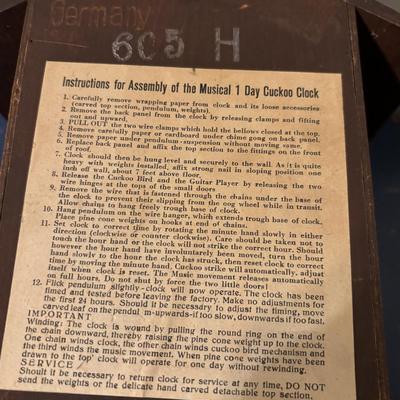 Germany
6C5 H
Instructions for Assembly of the Musical 1 Day Cuckoo Clock
1. Carefully remove wrapping paper from clock and its loose accessories
(carved top section, pendulum, weights).
2. Remove the back panel from the clock by releasing clamps and fifting
out and upward.
3. PULL OUT the two wire clamps which hold the bellows closed at the top.
4. Remove carefully paper or cardboard under chime gong on back panel.
5. Remove paper under pendulum-suspension without moving same.
6. Replace back panel and affix the top section to the fittings on the front
of roof.
7. Clock should then be hung level and securely to the wall. As it is quite
heavy with weights installed, affix strong nail in sloping position one
inch off wall, about 7 feet above floor.
8. Release the Cuckoo Bird and the Guitar Player by releasing the two
wire hinges at the tops of the small doors
9. Remove the wire that is fastened through the chains under the base of
the clock to prevent their slipping from the cog wheel while in transit.
Allow chains to hang freely trough base of clock.
10. Hang pendulum on the wire hanger, which extends trough base of clock.
Place pine cone weights on hooks at end of chains.
11. Set clock to correct time by rotating the minute hand slowly in either
direction (clockwise or counter clockwise). Care should be taken not to
touch the hour hand or the clock will not strike the correct hour. Should
however the hour hand have involuntarely been moved, turn the hour
hand slowly to the hour the clock has struck, then reset clock to correct
time by moving the minute hand. Cuckoo strike will automatically, adjust
itself when clock is reset. The Music movement releases automatically
on full hours. Do not shut by force the two little doors!
12. Flick pendulum slightly - clock will now operate. The clock has been
timed and tested before leaving the factory. Make no adjustments for
the first 24 hours. Should it be necessary to adjust the timing, move
carved leaf on the pendul m-upwards-if too slow, downwards if too fast.
IMPORTANT
Winding: The clock is wound by pulling the round ring on the end of
the chain downward, thereby raising the pine cone weight up to the clock.
One chain winds clock, the other chain winds cuckoo bird mechanism and
the third winds the music movement. When pine cone weights have been
drawn to the top' clock will operate for one day without rewinding.
SERVICE
Should it be necessary to return clock for service at any time, DO NOT
send the weights or the delicate hand carved detachable top section.